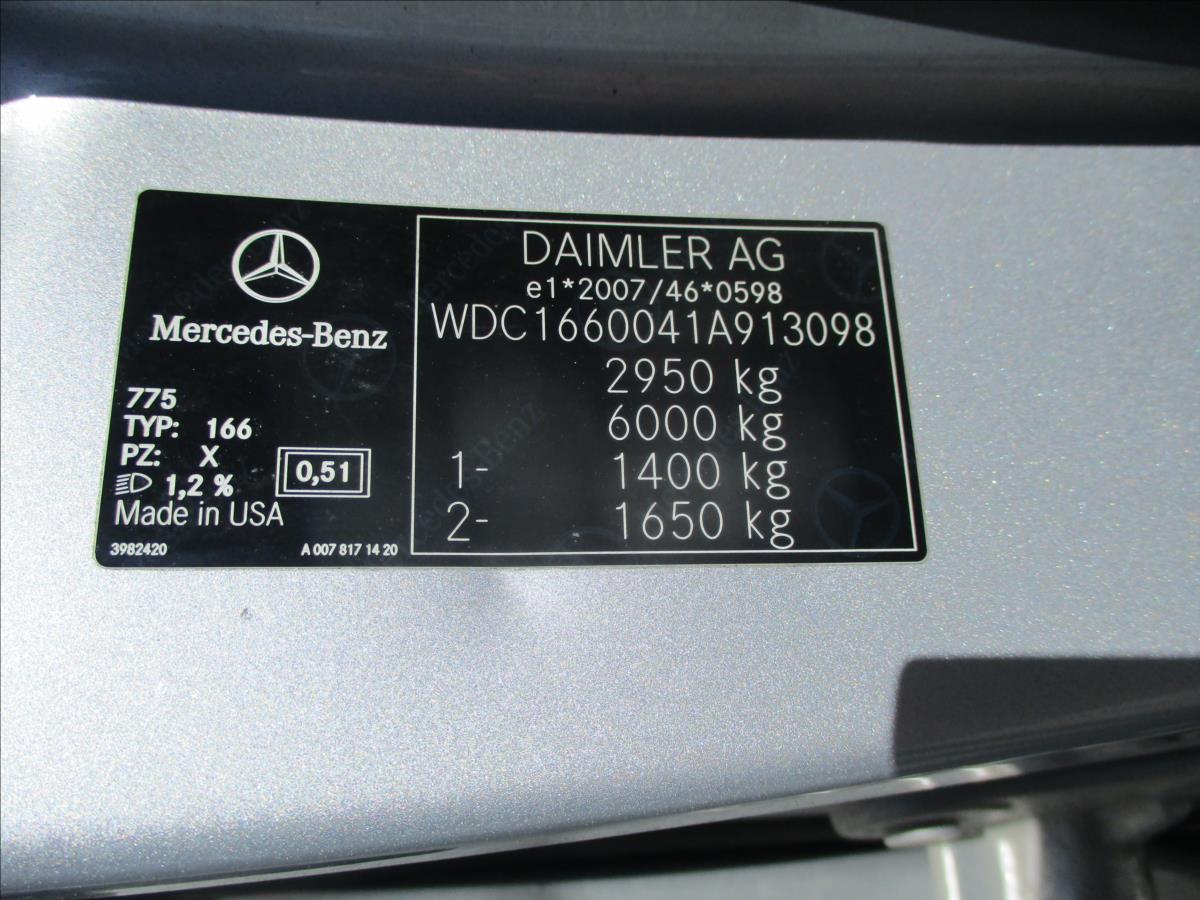 Mercedes-Benz
775
TYP: 166
PZ: X
1,2 %
0,51
Made in USA
3982420
A 007 817 14 20
DAIMLER AG
e1*2007/46*0598
WDC1660041A913098
2950 kg
6000 kg
1- 1400 kg
2- 1650 kg